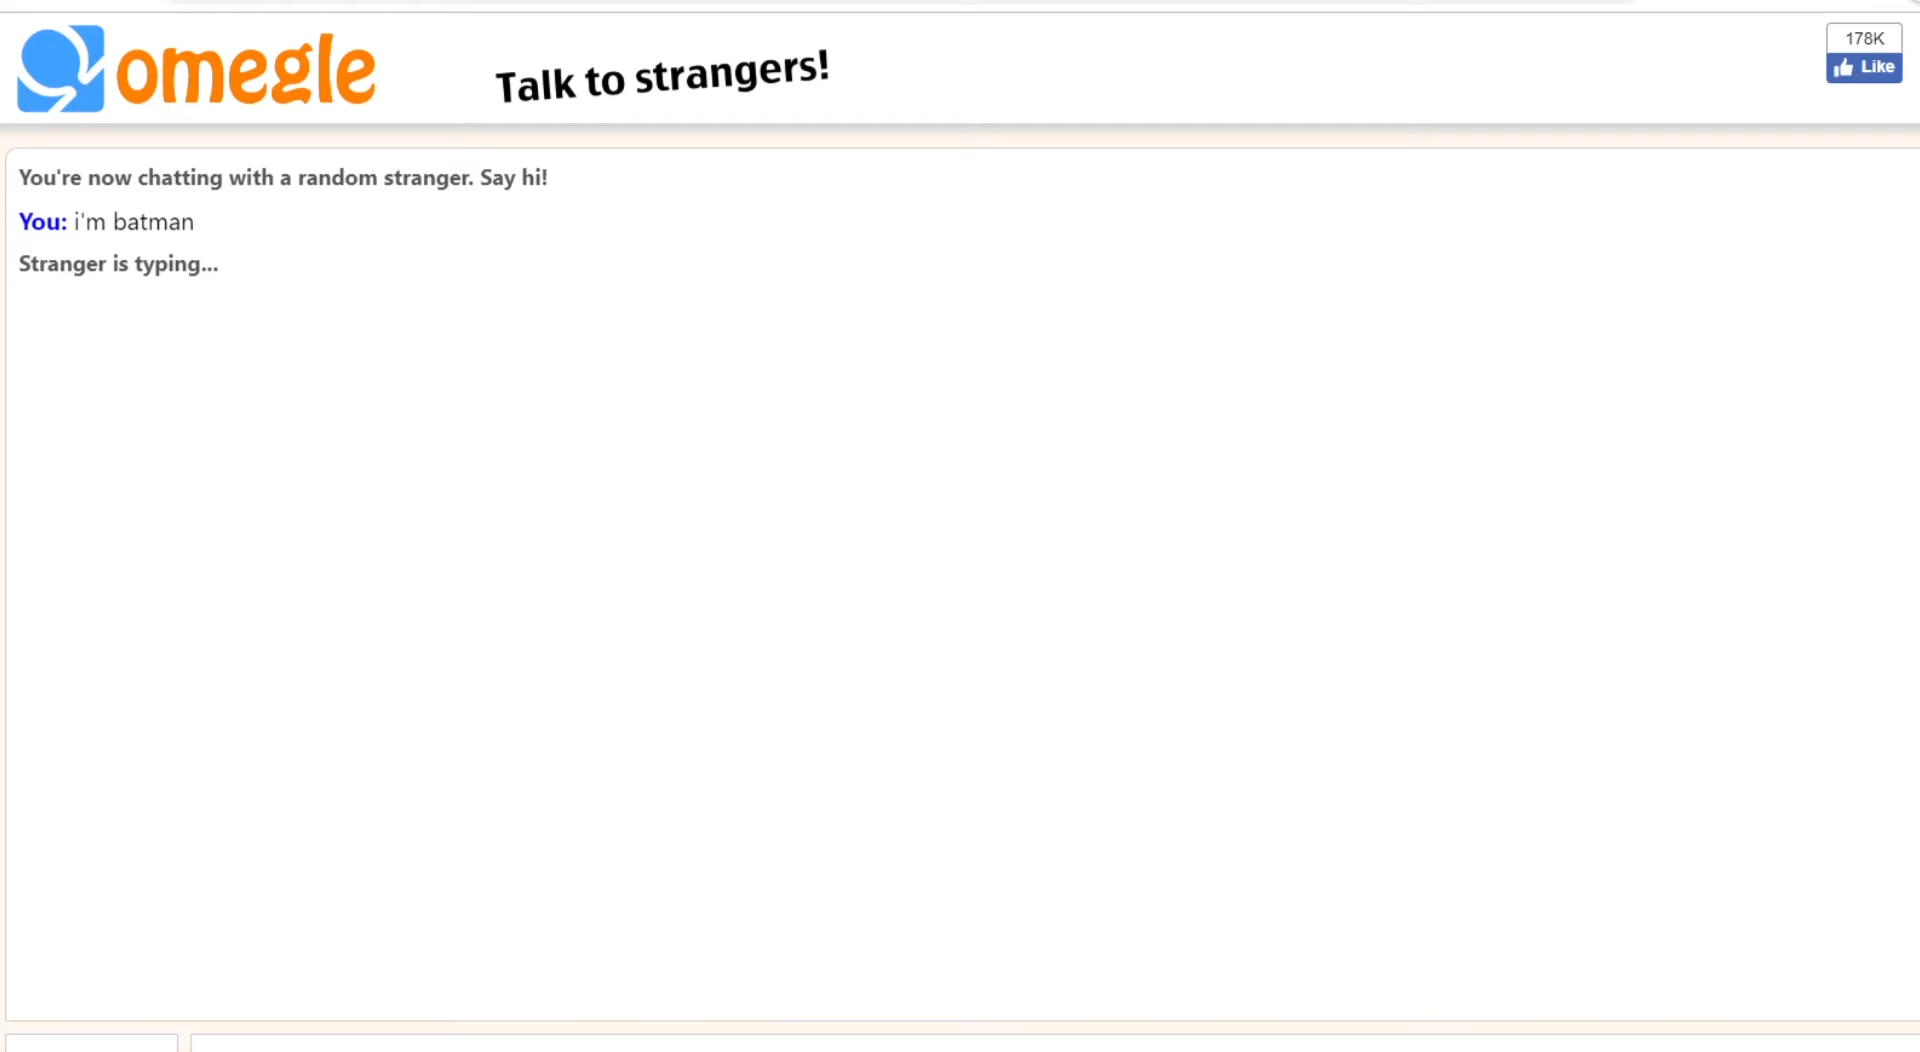 omegle
Talk to strangers!
178K
Like
You're now chatting with a random stranger. Say hi!
You: i'm batman
Stranger is typing...